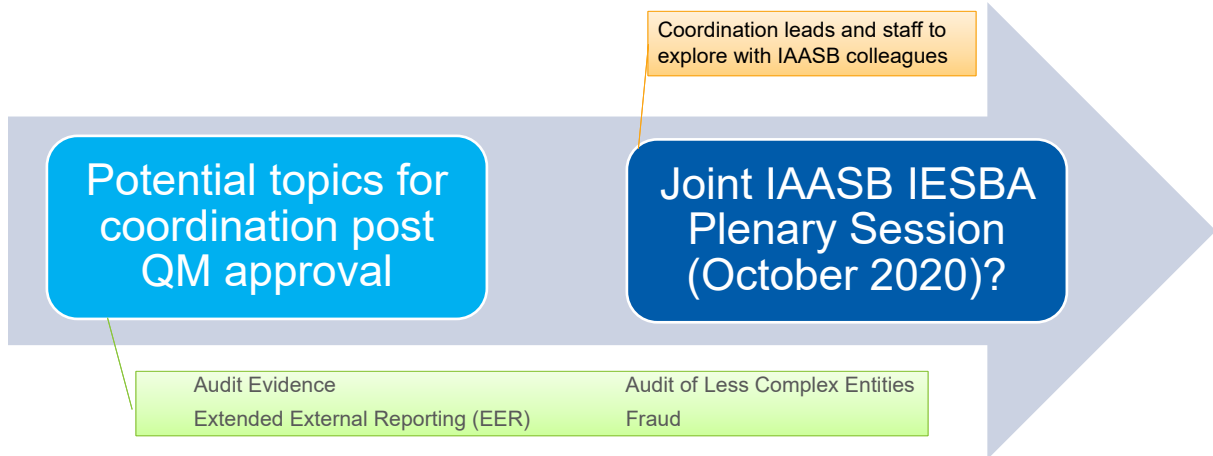 Coordination leads and staff to
explore with IAASB colleagues
Potential topics for
coordination post
QM approval
Joint IAASB IESBA
Plenary Session
(October 2020)?
Audit Evidence
Audit of Less Complex Entities
Extended External Reporting (EER)
Fraud